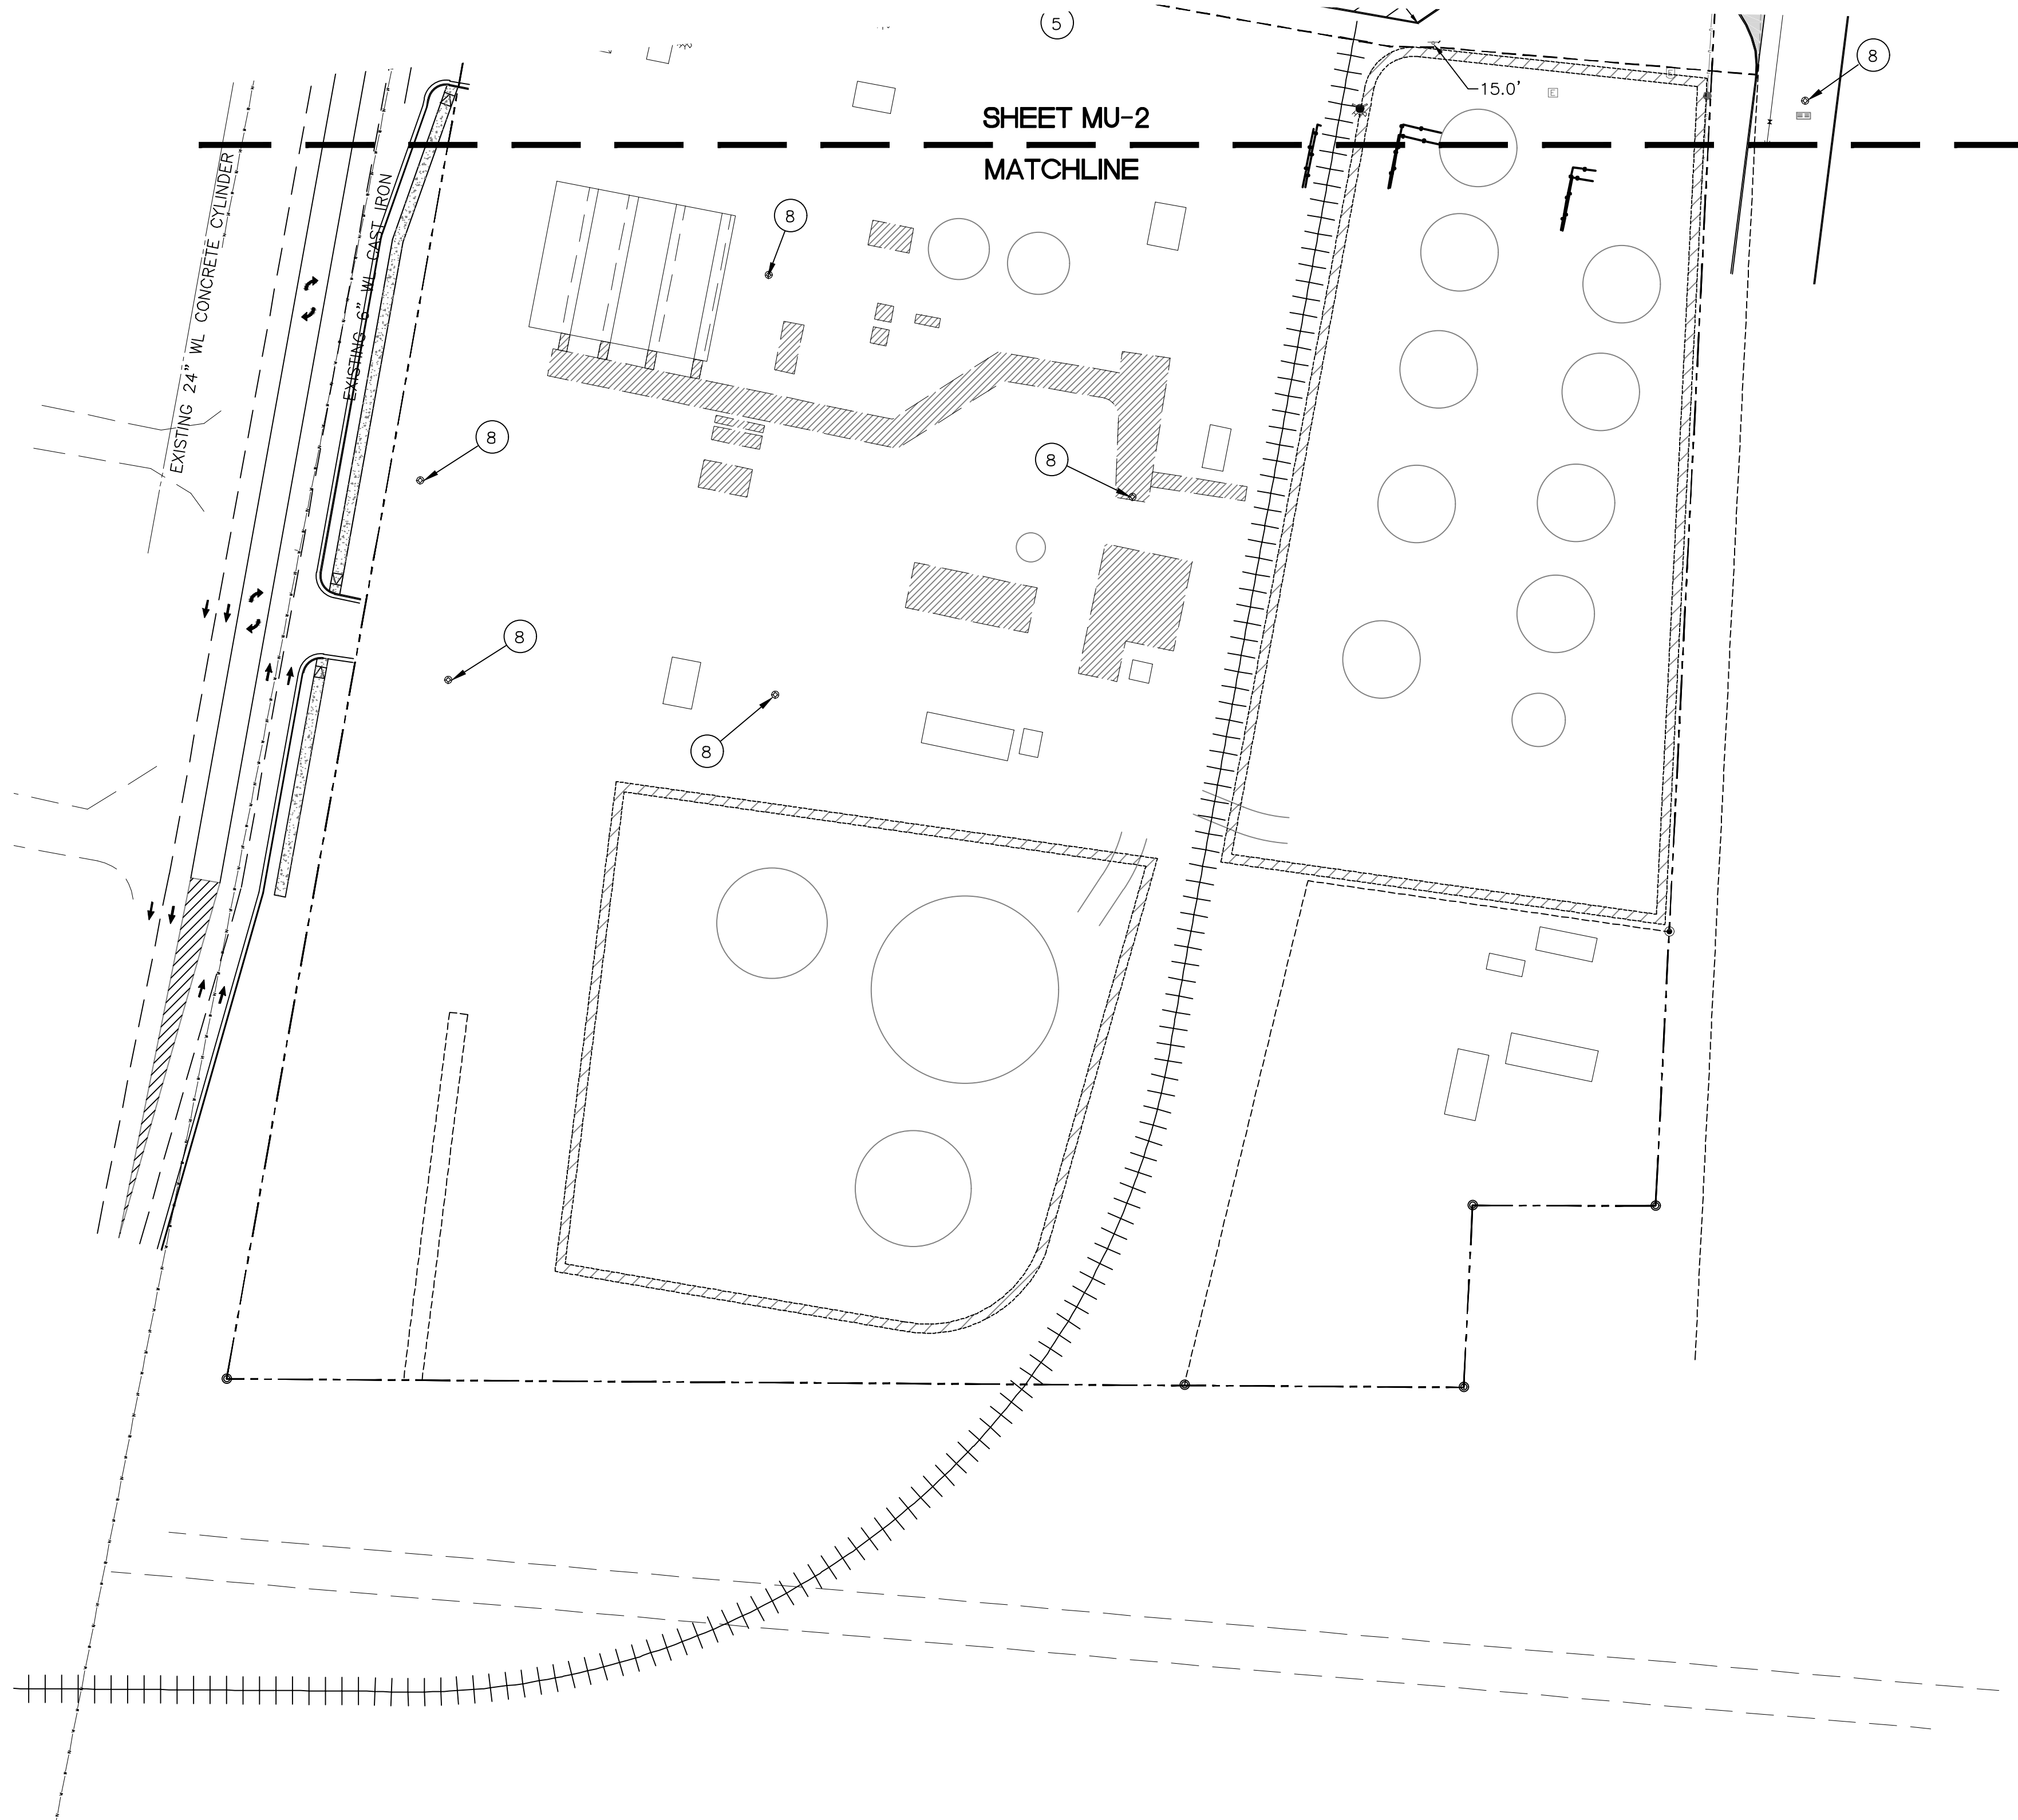 5
8
15.0'
SHEET MU-2
MATCHLINE
EXISTING 24" WL CONCRETE CYLINDER
EXISTING 6" WL CAST IRON
8
8
8
8
8
E
E